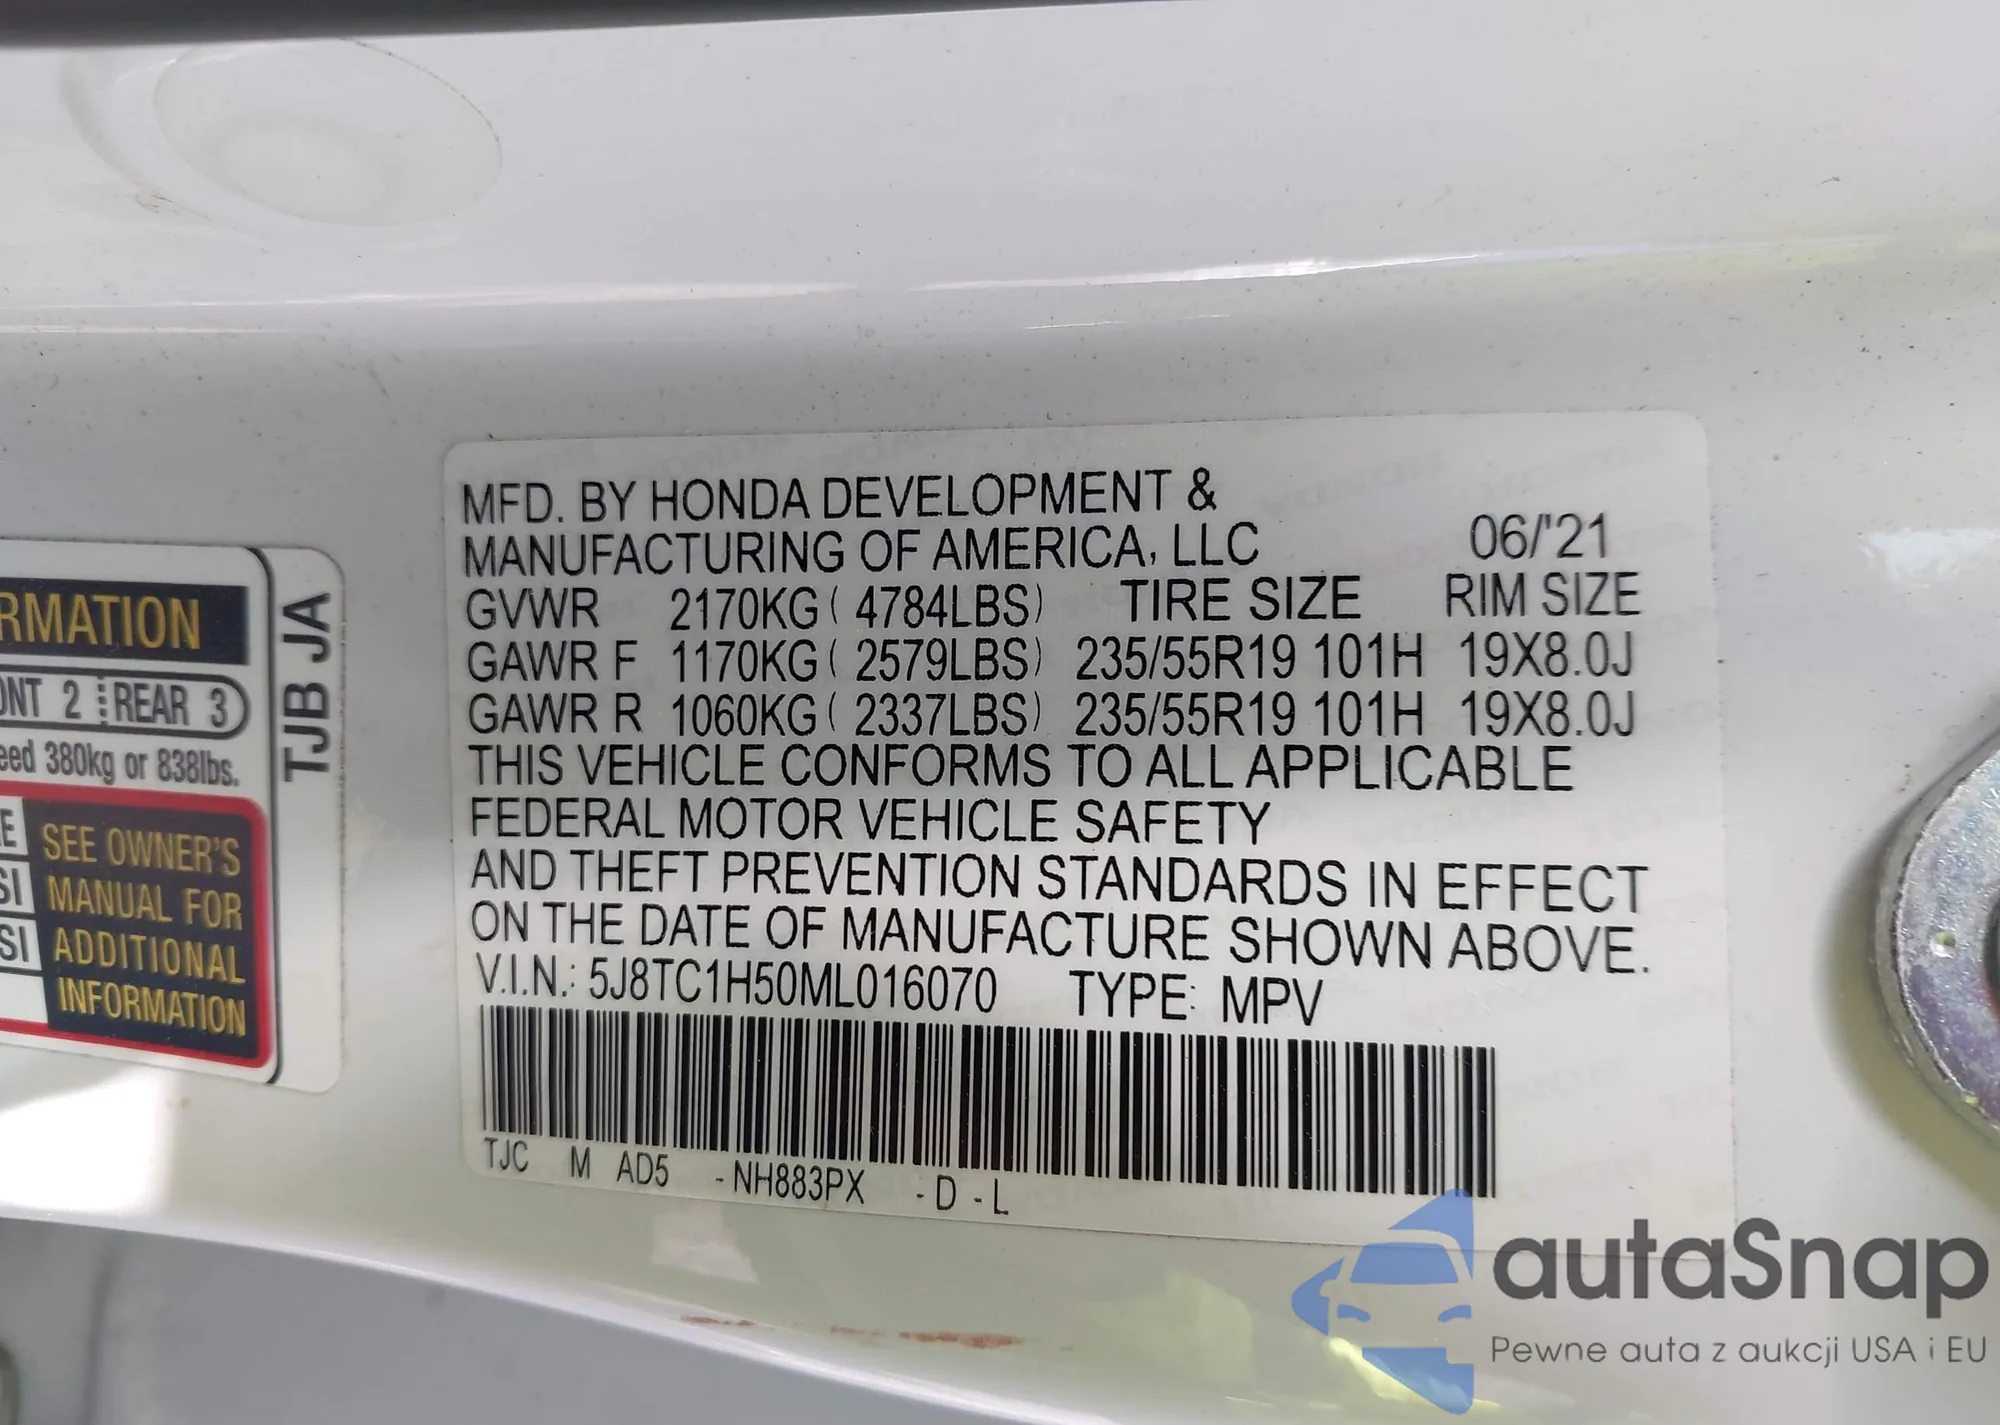 RMATION
ONT 2 REAR 3
eed 380kg or 838lbs.
SEE OWNER'S
MANUAL FOR
ADDITIONAL
INFORMATION
SI
SI
TJB JA
MFD. BY HONDA DEVELOPMENT &
MANUFACTURING OF AMERICA, LLC 06/'21
GVWR 2170KG ( 4784LBS) TIRE SIZE RIM SIZE
GAWR F 1170KG ( 2579LBS) 235/55R19 101H 19X8.0J
GAWR R 1060KG ( 2337LBS) 235/55R19 101H 19X8.0J
THIS VEHICLE CONFORMS TO ALL APPLICABLE
FEDERAL MOTOR VEHICLE SAFETY
AND THEFT PREVENTION STANDARDS IN EFFECT
ON THE DATE OF MANUFACTURE SHOWN ABOVE.
V.I.N.: 5J8TC1H50ML016070 TYPE: MPV
TJC M AD5 -NH883PX -D -L
autaSnap
Pewne auta z aukcji USA i EU